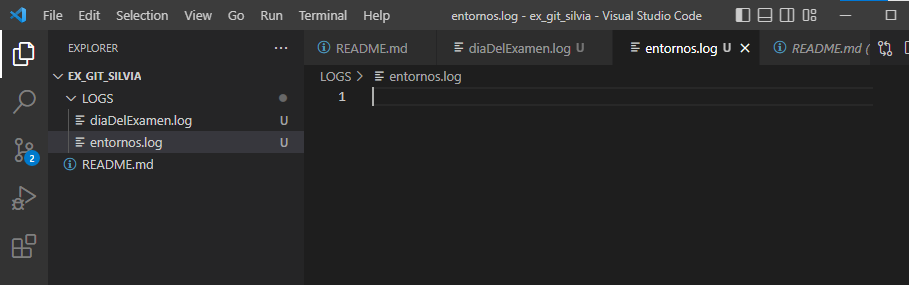 File Edit Selection View Go Run Terminal Help entornos.log - ex_git_silvia - Visual Studio Code
EXPLORER
EX_GIT_SILVIA
LOGS
diaDelExamen.log U
entornos.log U
README.md
2
README.md diaDelExamen.log U entornos.log U README.md (
LOGS > entornos.log
1